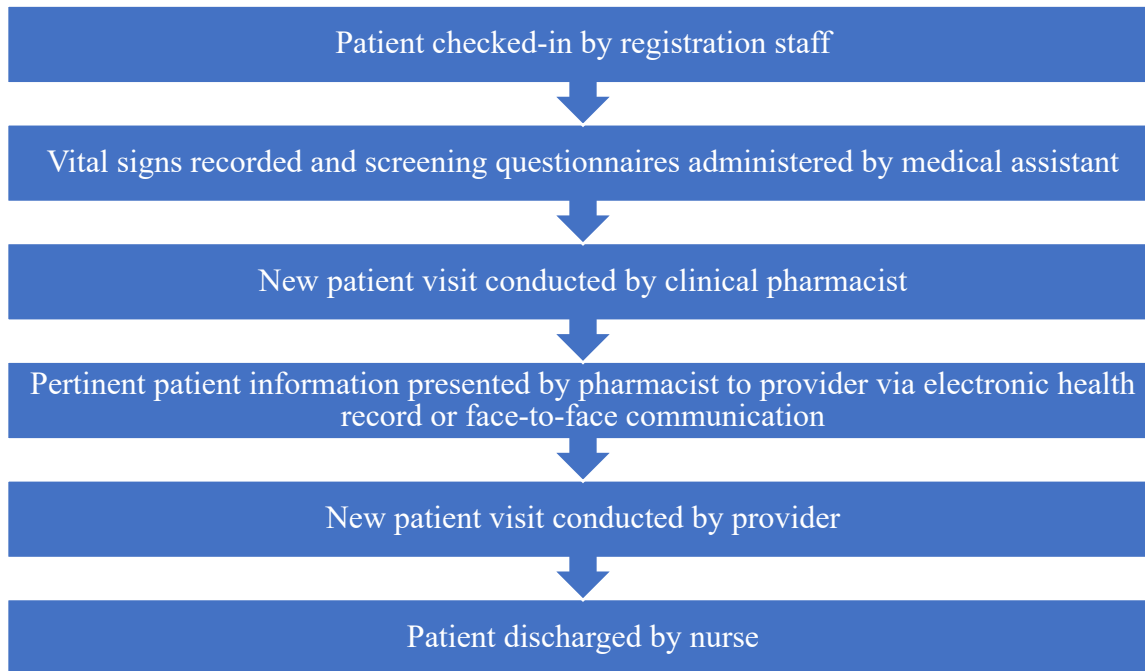 Patient checked-in by registration staff
Vital signs recorded and screening questionnaires administered by medical assistant
New patient visit conducted by clinical pharmacist
Pertinent patient information presented by pharmacist to provider via electronic health
record or face-to-face communication
New patient visit conducted by provider
Patient discharged by nurse